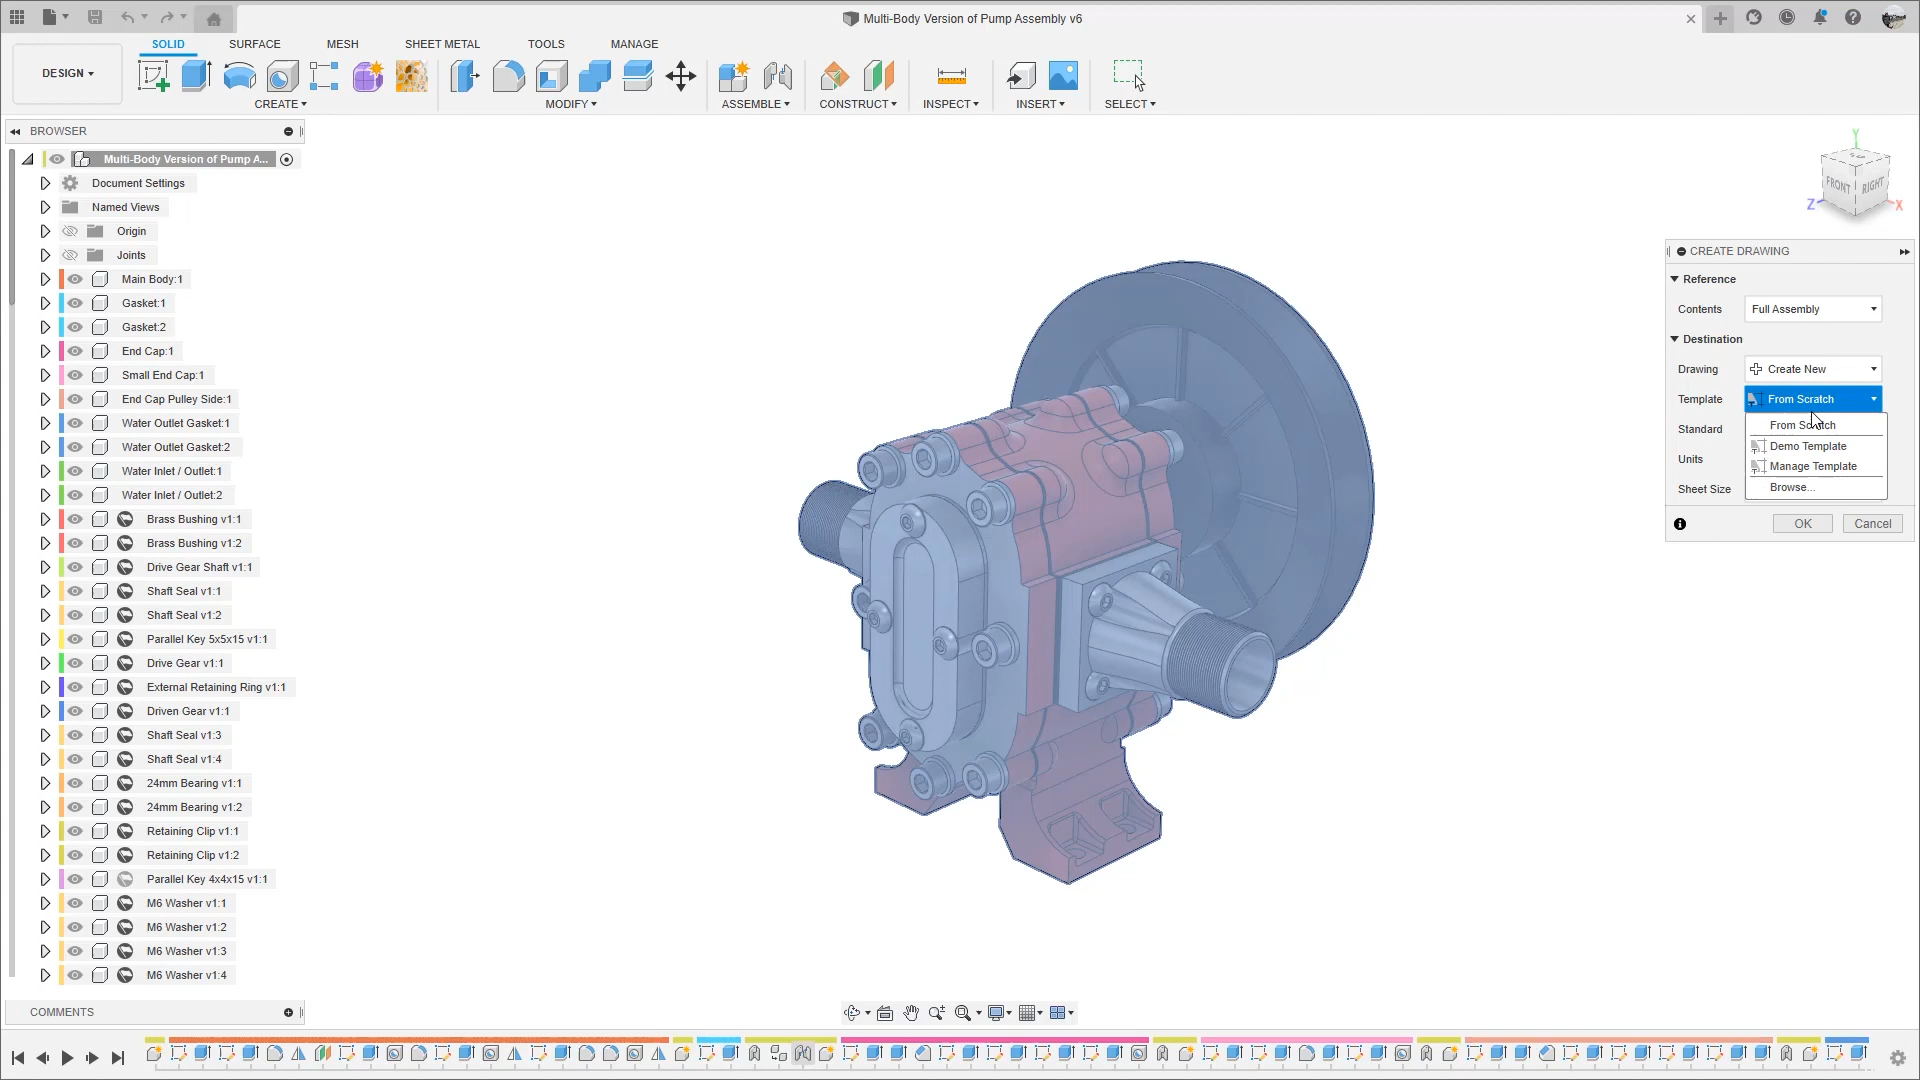 Multi-Body Version of Pump Assembly v6
DESIGN
SOLID
SURFACE
MESH
SHEET METAL
TOOLS
MANAGE
CREATE
MODIFY
ASSEMBLE
CONSTRUCT
INSPECT
INSERT
SELECT
BROWSER
Multi-Body Version of Pump A...
Document Settings
Named Views
Origin
Joints
Main Body:1
Gasket:1
Gasket:2
End Cap:1
Small End Cap:1
End Cap Pulley Side:1
Water Outlet Gasket:1
Water Outlet Gasket:2
Water Inlet / Outlet:1
Water Inlet / Outlet:2
Brass Bushing v1:1
Brass Bushing v1:2
Drive Gear Shaft v1:1
Shaft Seal v1:1
Shaft Seal v1:2
Parallel Key 5x5x15 v1:1
Drive Gear v1:1
External Retaining Ring v1:1
Driven Gear v1:1
Shaft Seal v1:3
Shaft Seal v1:4
24mm Bearing v1:1
24mm Bearing v1:2
Retaining Clip v1:1
Retaining Clip v1:2
Parallel Key 4x4x15 v1:1
M6 Washer v1:1
M6 Washer v1:2
M6 Washer v1:3
M6 Washer v1:4
COMMENTS
Y
FRONT
RIGHT
Z
X
CREATE DRAWING
Reference
Contents Full Assembly
Destination
Drawing Create New
Template From Scratch
Standard
Units
Sheet Size
From Scratch
Demo Template
Manage Template
Browse...
OK
Cancel